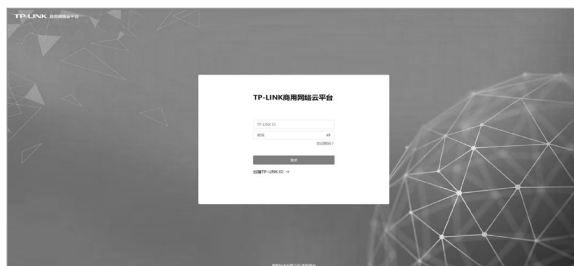 TP-LINK 商用网络云平台
TP-LINK商用网络云平台
TP-LINK ID
密码
忘记密码？
登录
注册TP-LINK ID →